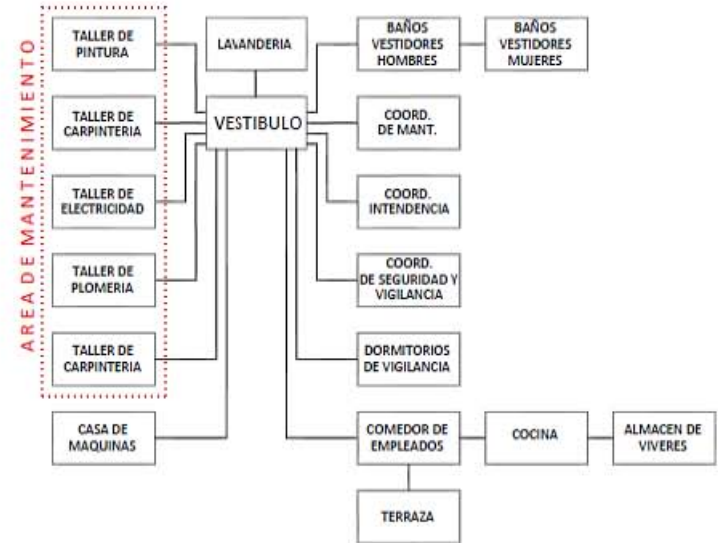 AREA DE MANTENIMIENTO
TALLER DE
PINTURA
LAVANDERIA
BAÑOS
VESTIDORES
HOMBRES
BAÑOS
VESTIDORES
MUJERES
TALLER DE
CARPINTERIA
VESTIBULO
COORD.
DE MANT.
TALLER DE
ELECTRICIDAD
COORD.
INTENDENCIA
TALLER DE
PLOMERIA
COORD.
DE SEGURIDAD Y
VIGILANCIA
TALLER DE
CARPINTERIA
DORMITORIOS
DE VIGILANCIA
CASA DE
MAQUINAS
COMEDOR DE
EMPLEADOS
COCINA
ALMACEN DE
VIVERES
TERRAZA